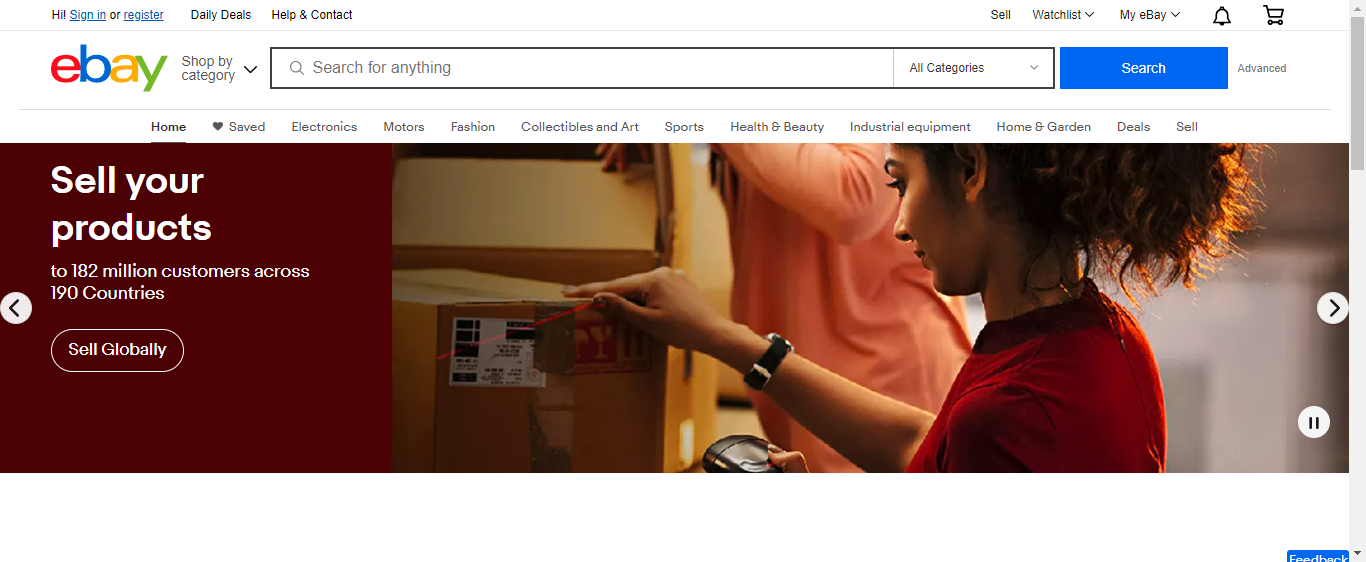 Hi! Sign in or register Daily Deals Help & Contact Sell Watchlist My eBay
ebay
Shop by
category
Search for anything All Categories Search Advanced
Home Saved Electronics Motors Fashion Collectibles and Art Sports Health & Beauty Industrial equipment Home & Garden Deals Sell
Sell your
products
to 182 million customers across
190 Countries
Sell Globally
Feedback